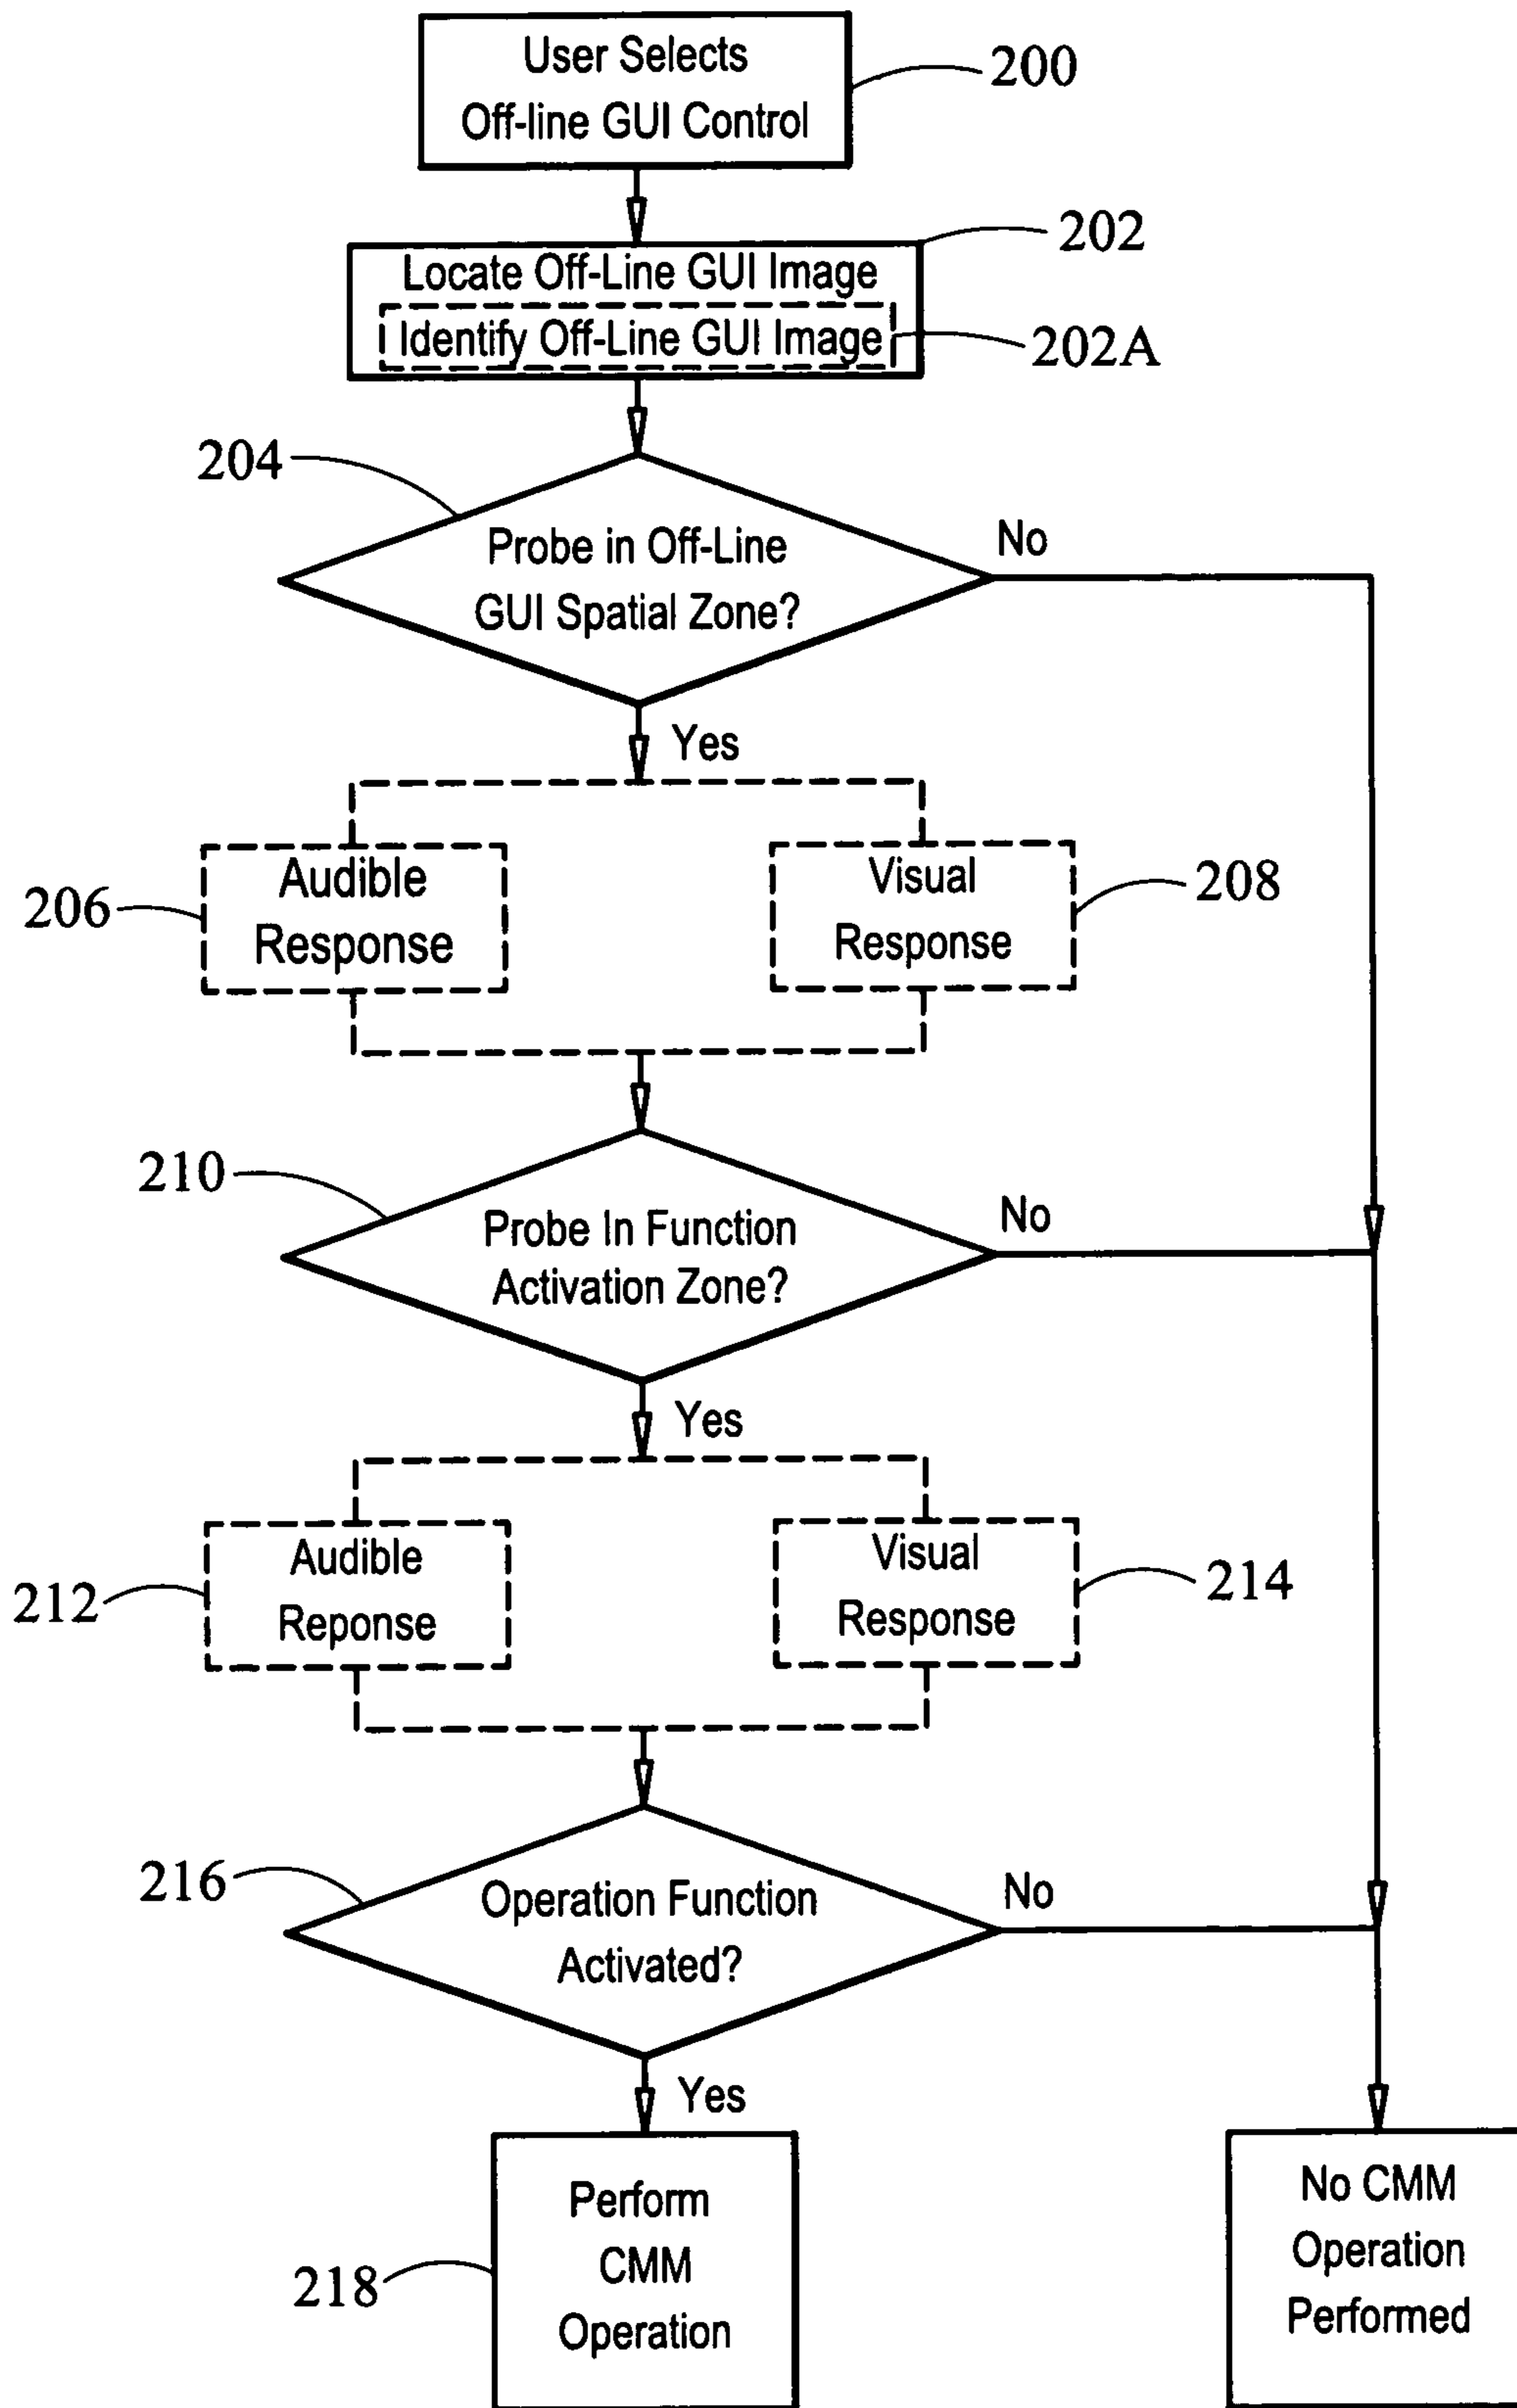 User Selects
Off-line GUI Control
200
202
Locate Off-Line GUI Image
Identify Off-Line GUI Image
202A
204
Probe in Off-Line
GUI Spatial Zone?
No
Yes
Audible
Response
206
Visual
Response
208
210
Probe In Function
Activation Zone?
No
Yes
Audible
Reponse
212
Visual
Response
214
216
Operation Function
Activated?
No
Yes
Perform
CMM
Operation
218
No CMM
Operation
Performed